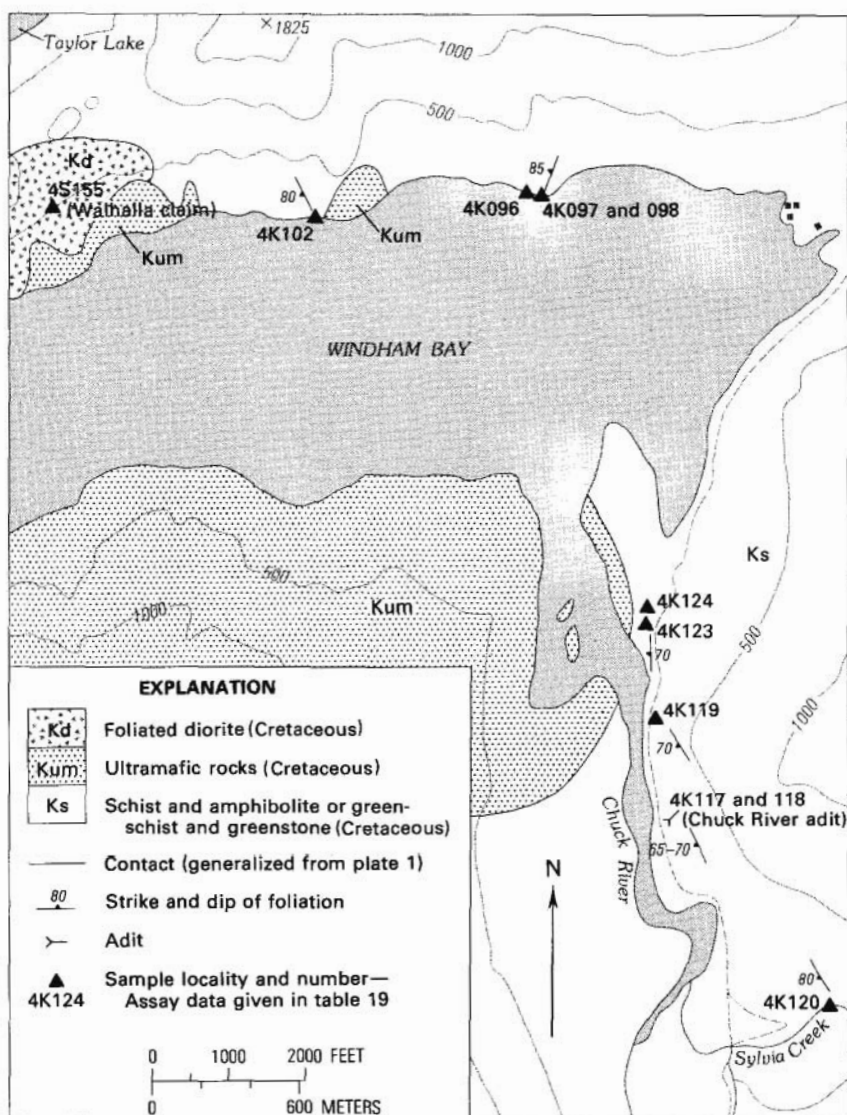 Taylor Lake
×1825
1000
500
Kd
4S155
(Walhalla claim)
Kum
80
4K102
Kum
85
4K096
4K097 and 098
WINDHAM BAY
Ks
500
1000
Kum
4K124
4K123
70
500
1000
4K119
70
4K117 and 118
(Chuck River adit)
65–70
Chuck River
N
80
4K120
Sylvia Creek
EXPLANATION
Kd Foliated diorite (Cretaceous)
Kum Ultramafic rocks (Cretaceous)
Ks Schist and amphibolite or green-
schist and greenstone (Cretaceous)
Contact (generalized from plate 1)
80 Strike and dip of foliation
Adit
Sample locality and number—
4K124 Assay data given in table 19
0 1000 2000 FEET
0 600 METERS